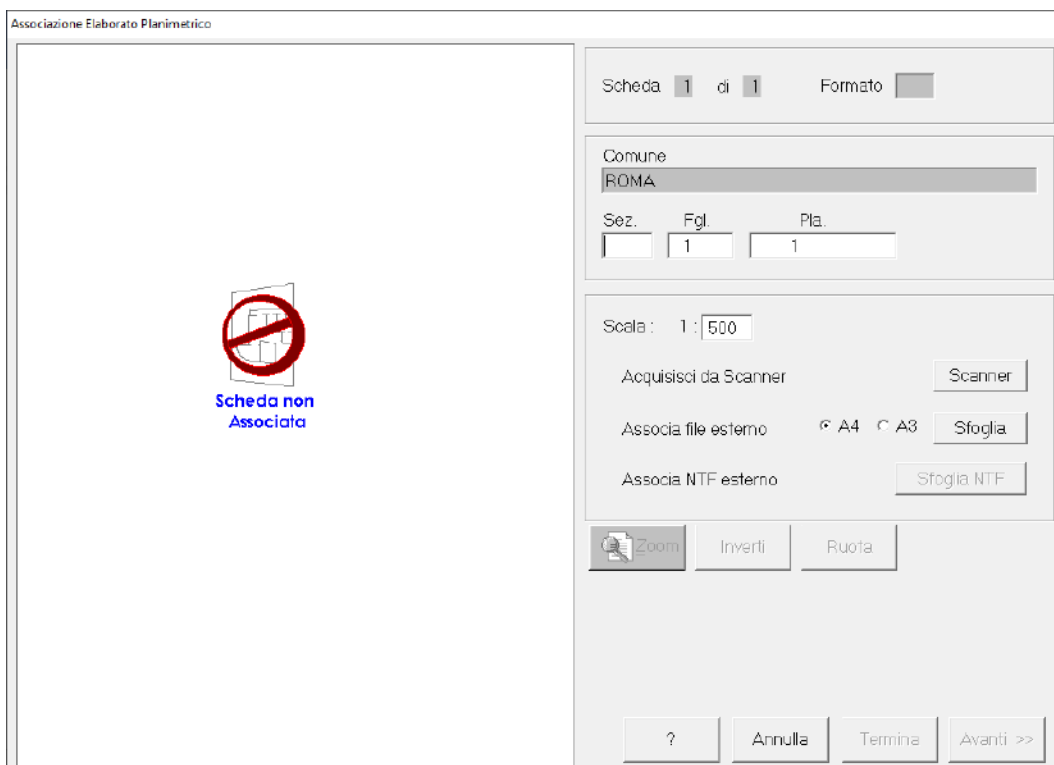 Associazione Elaborato Planimetrico
Scheda 1 di 1 Formato
Comune
ROMA
Sez. Fgl. Pla.
1 1
Scala : 1 : 500
Acquisisci da Scanner Scanner
Associa file esterno A4 A3 Sfoglia
Associa NTF esterno Sfoglia NTF
Scheda non
Associata
Zoom Inverti Ruota
? Annulla Termina Avanti >>